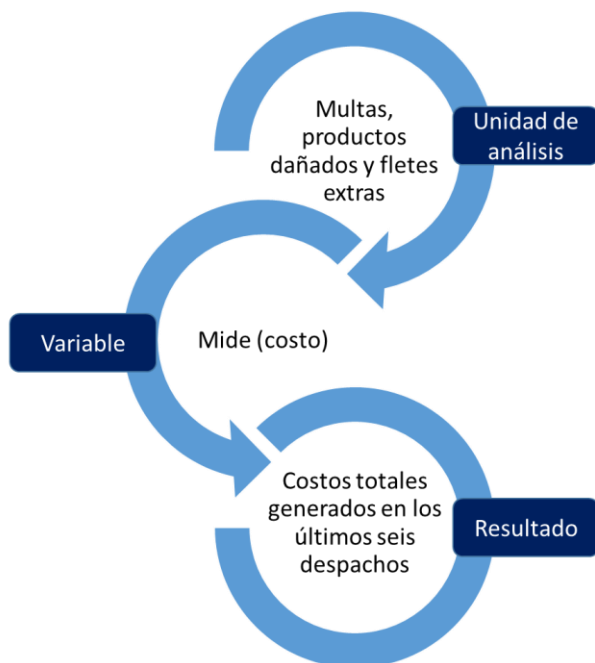 Multas,
productos
dañados y fletes
extras
Unidad de
análisis
Variable
Mide (costo)
Costos totales
generados en los
últimos seis
despachos
Resultado